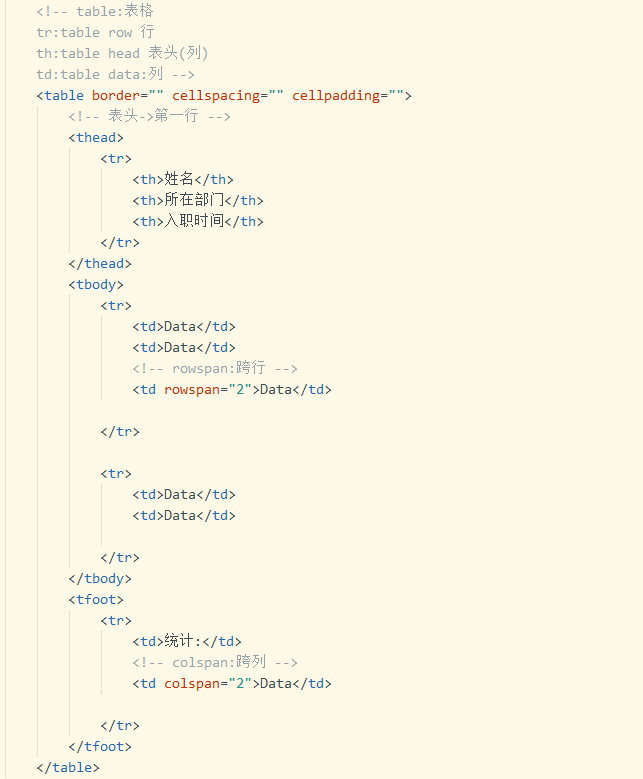 <!-- table:表格
tr:table row 行
th:table head 表头(列)
td:table data:列 -->
<table border="" cellspacing="" cellpadding="">
<!-- 表头->第一行 -->
<thead>
<tr>
<th>姓名</th>
<th>所在部门</th>
<th>入职时间</th>
</tr>
</thead>
<tbody>
<tr>
<td>Data</td>
<td>Data</td>
<!-- rowspan:跨行 -->
<td rowspan="2">Data</td>
</tr>
<tr>
<td>Data</td>
<td>Data</td>
</tr>
</tbody>
<tfoot>
<tr>
<td>统计:</td>
<!-- colspan:跨列 -->
<td colspan="2">Data</td>
</tr>
</tfoot>
</table>